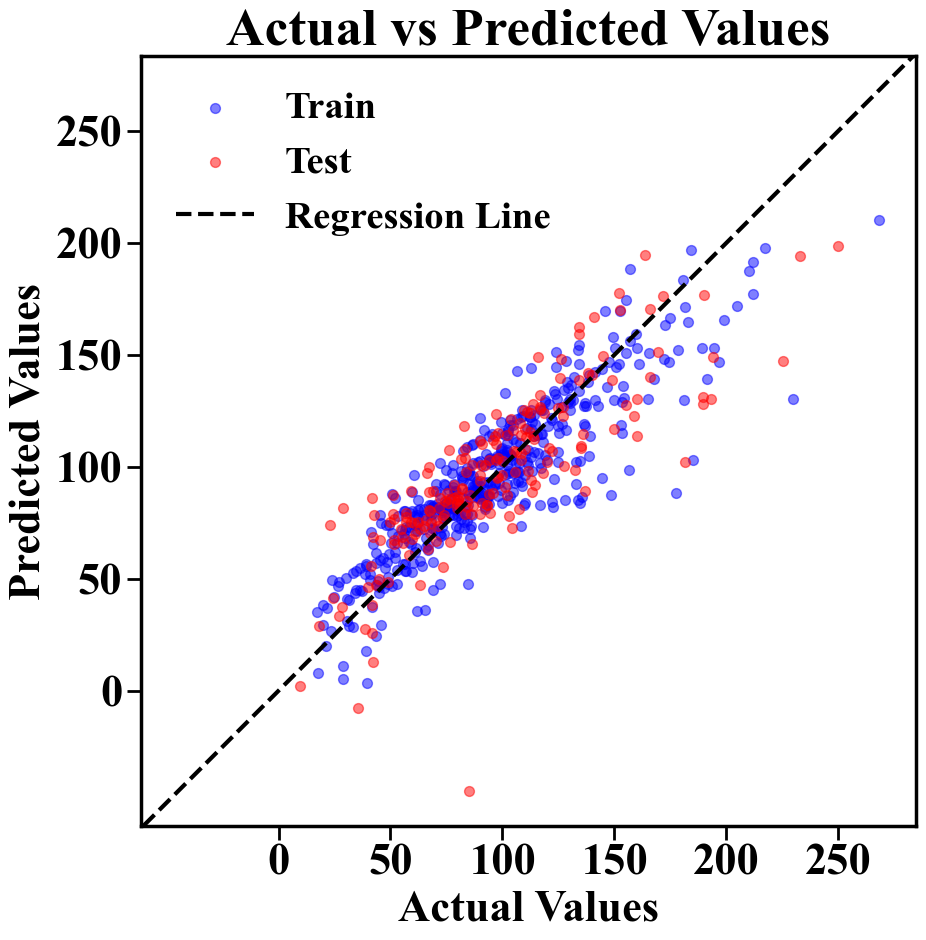 Actual vs Predicted Values
Train
Test
Regression Line
Predicted Values
250
200
150
100
50
0
0 50 100 150 200 250
Actual Values